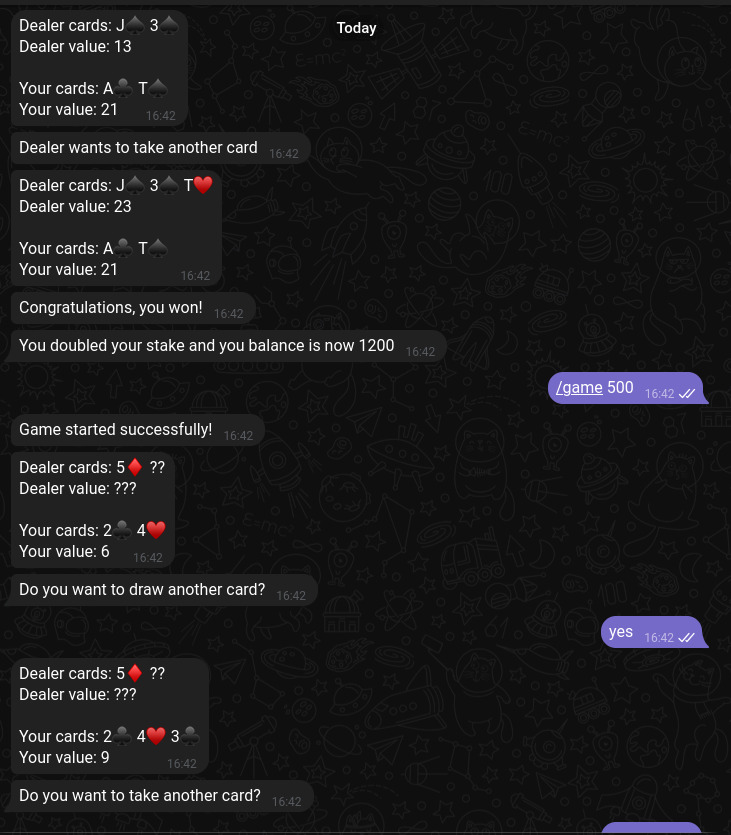 Today
Dealer cards: J♠️ 3♠️
Dealer value: 13
Your cards: A♣️ T♠️
Your value: 21
16:42
Dealer wants to take another card 16:42
Dealer cards: J♠️ 3♠️ T♥️
Dealer value: 23
Your cards: A♣️ T♠️
Your value: 21
16:42
Congratulations, you won! 16:42
You doubled your stake and you balance is now 1200 16:42
/game 500 16:42
Game started successfully! 16:42
Dealer cards: 5♦️ ??
Dealer value: ???
Your cards: 2♣️ 4♥️
Your value: 6
16:42
Do you want to draw another card? 16:42
yes 16:42
Dealer cards: 5♦️ ??
Dealer value: ???
Your cards: 2♣️ 4♥️ 3♣️
Your value: 9
16:42
Do you want to take another card? 16:42